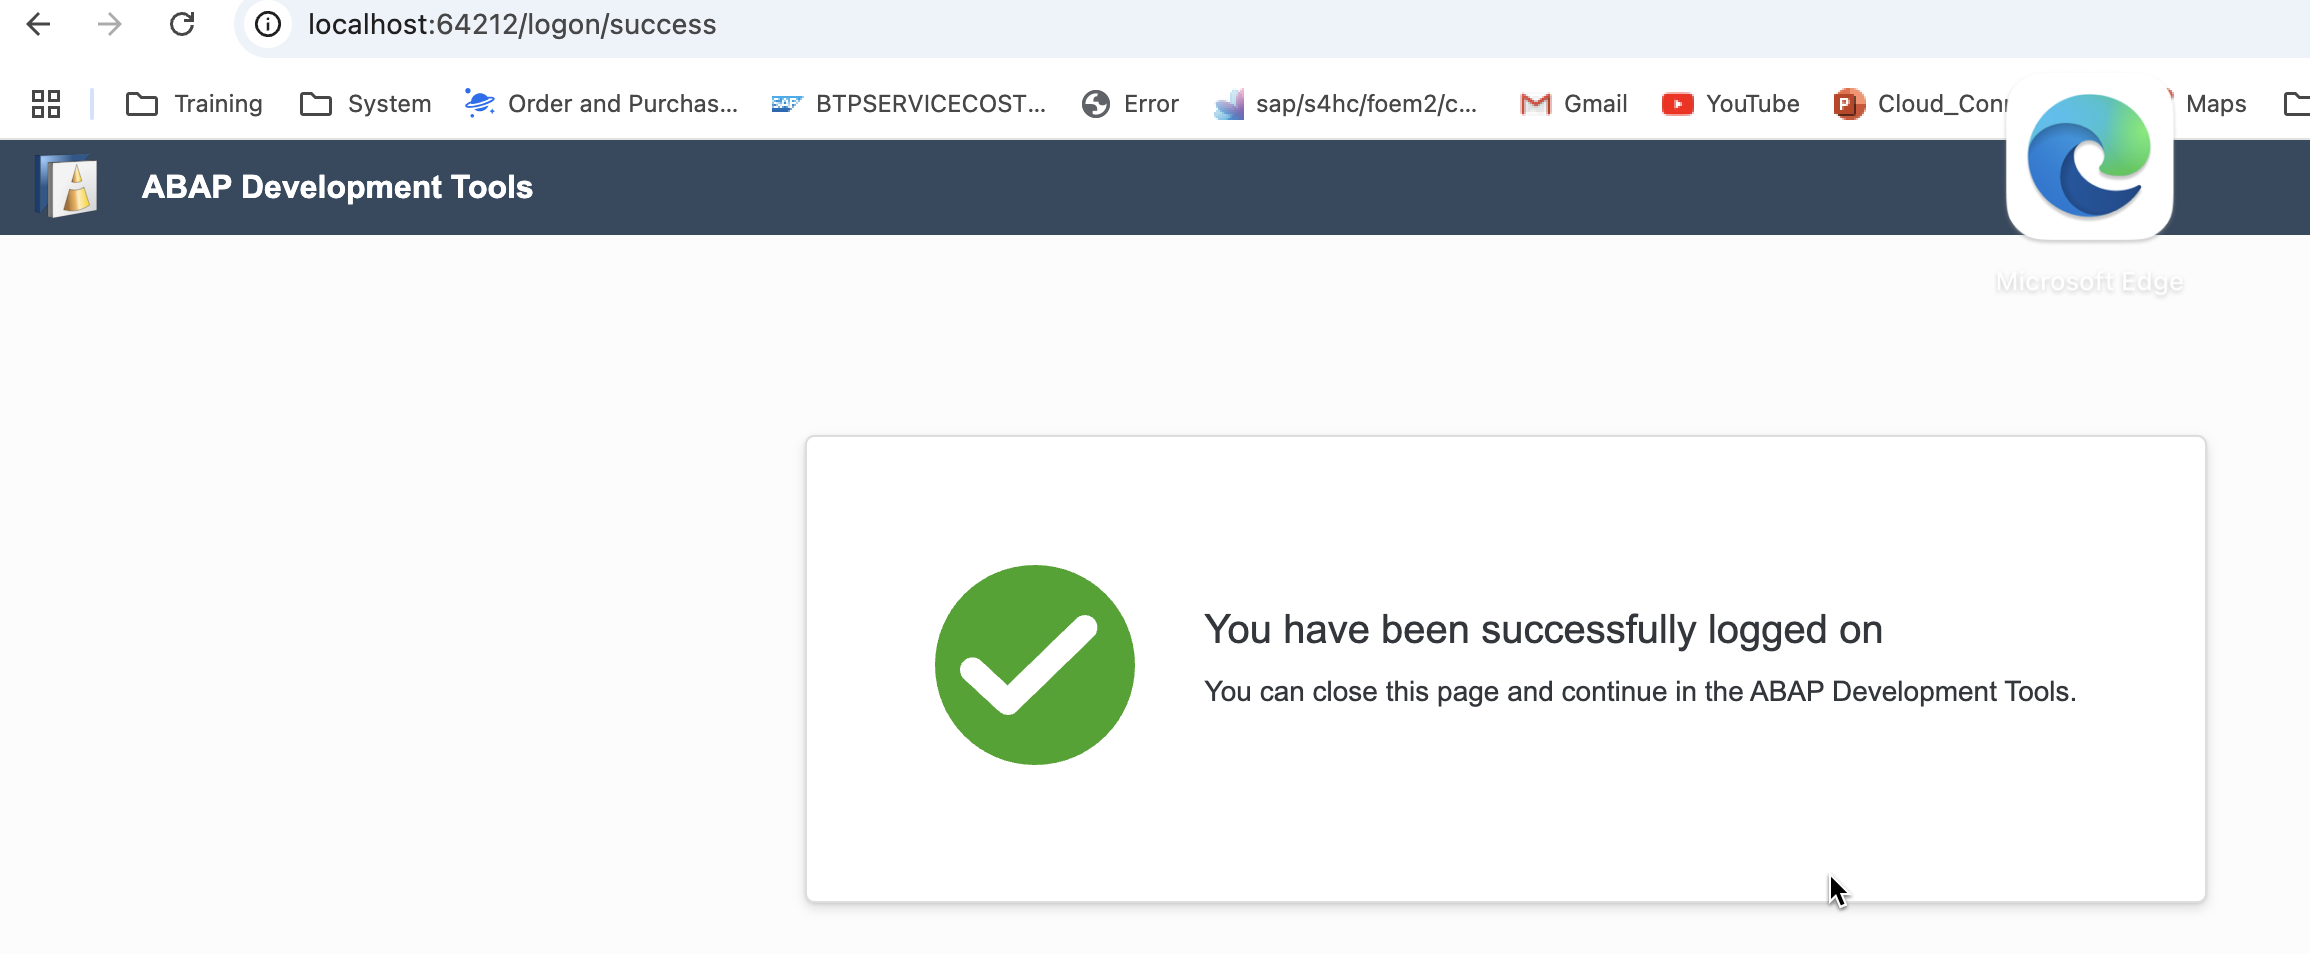 localhost:64212/logon/success
Training System Order and Purchas... SAP BTPSERVICECOST... Error sap/s4hc/foem2/c... Gmail YouTube P Cloud_Con Maps
ABAP Development Tools
Microsoft Edge
You have been successfully logged on
You can close this page and continue in the ABAP Development Tools.